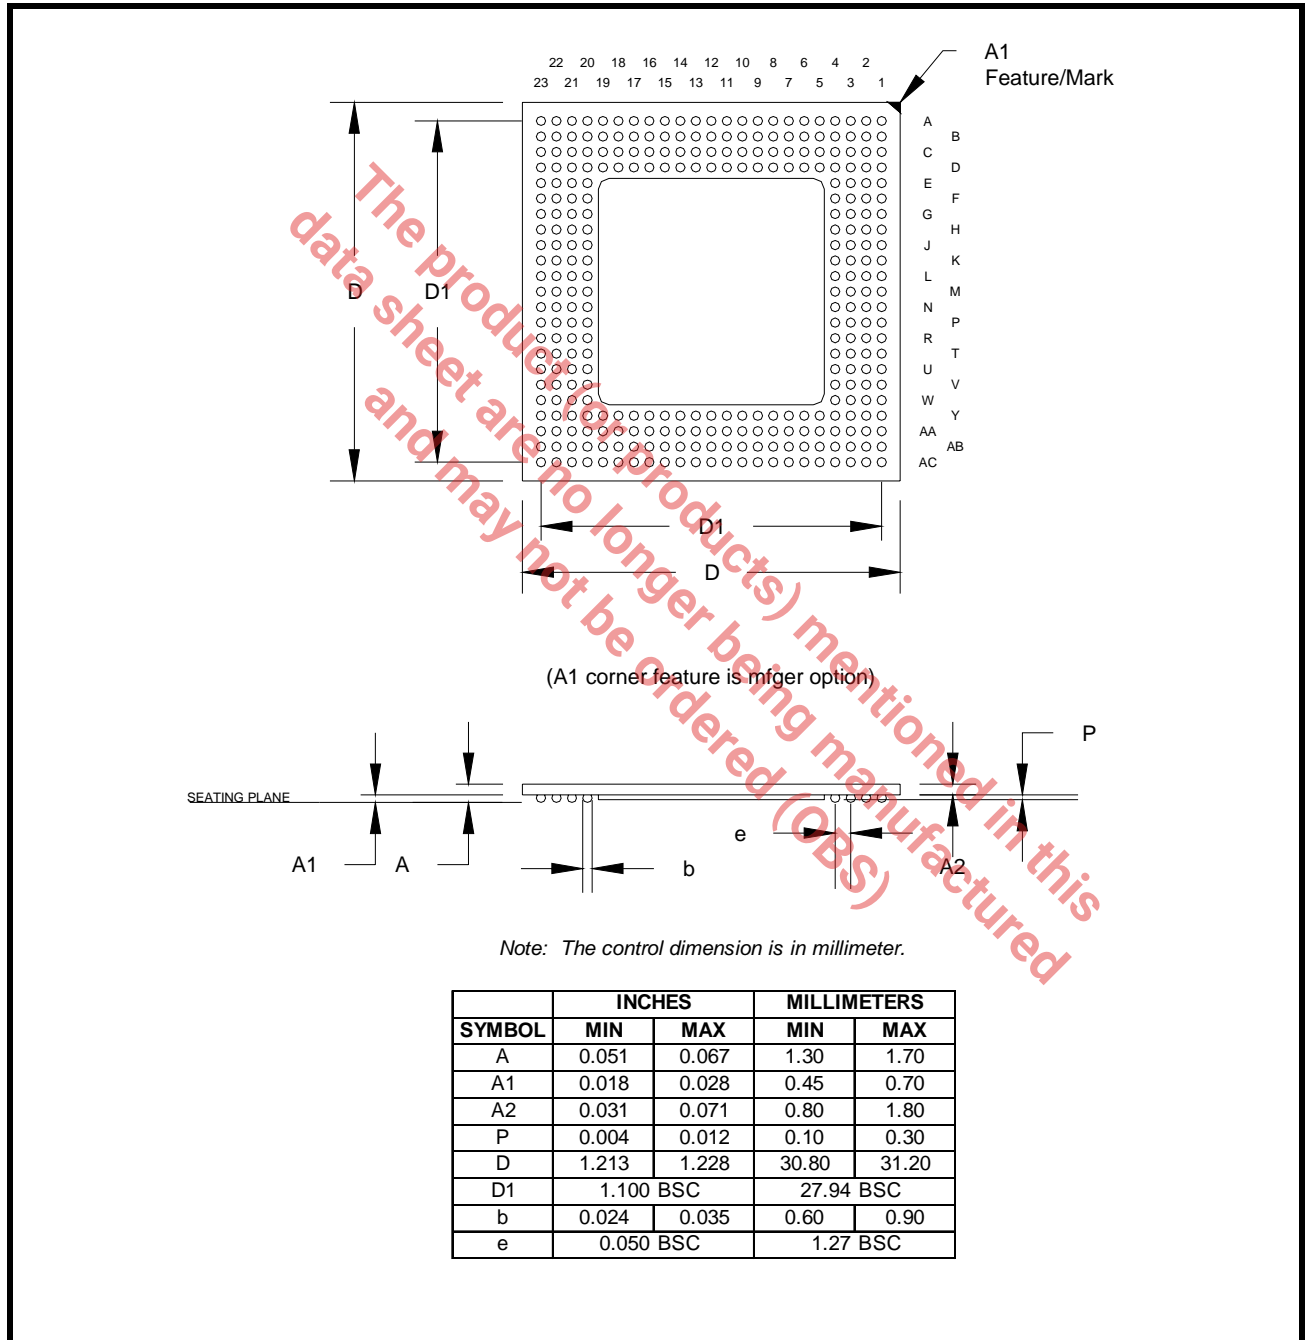 A1
Feature/Mark
22 20 18 16 14 12 10 8 6 4 2
23 21 19 17 15 13 11 9 7 5 3 1
A
B
C
D
E
F
G
H
J
K
L
M
N
P
R
T
U
V
W
Y
AA
AB
AC
D
D1
D1
D
The product (or products) mentioned in this
data sheet are no longer being manufactured
and may not be ordered (OBS)
(A1 corner feature is mfger option)
P
SEATING PLANE
e
A1
A
b
A2
Note: The control dimension is in millimeter.
INCHES MILLIMETERS
SYMBOL MIN MAX MIN MAX
A 0.051 0.067 1.30 1.70
A1 0.018 0.028 0.45 0.70
A2 0.031 0.071 0.80 1.80
P 0.004 0.012 0.10 0.30
D 1.213 1.228 30.80 31.20
D1 1.100 BSC 27.94 BSC
b 0.024 0.035 0.60 0.90
e 0.050 BSC 1.27 BSC